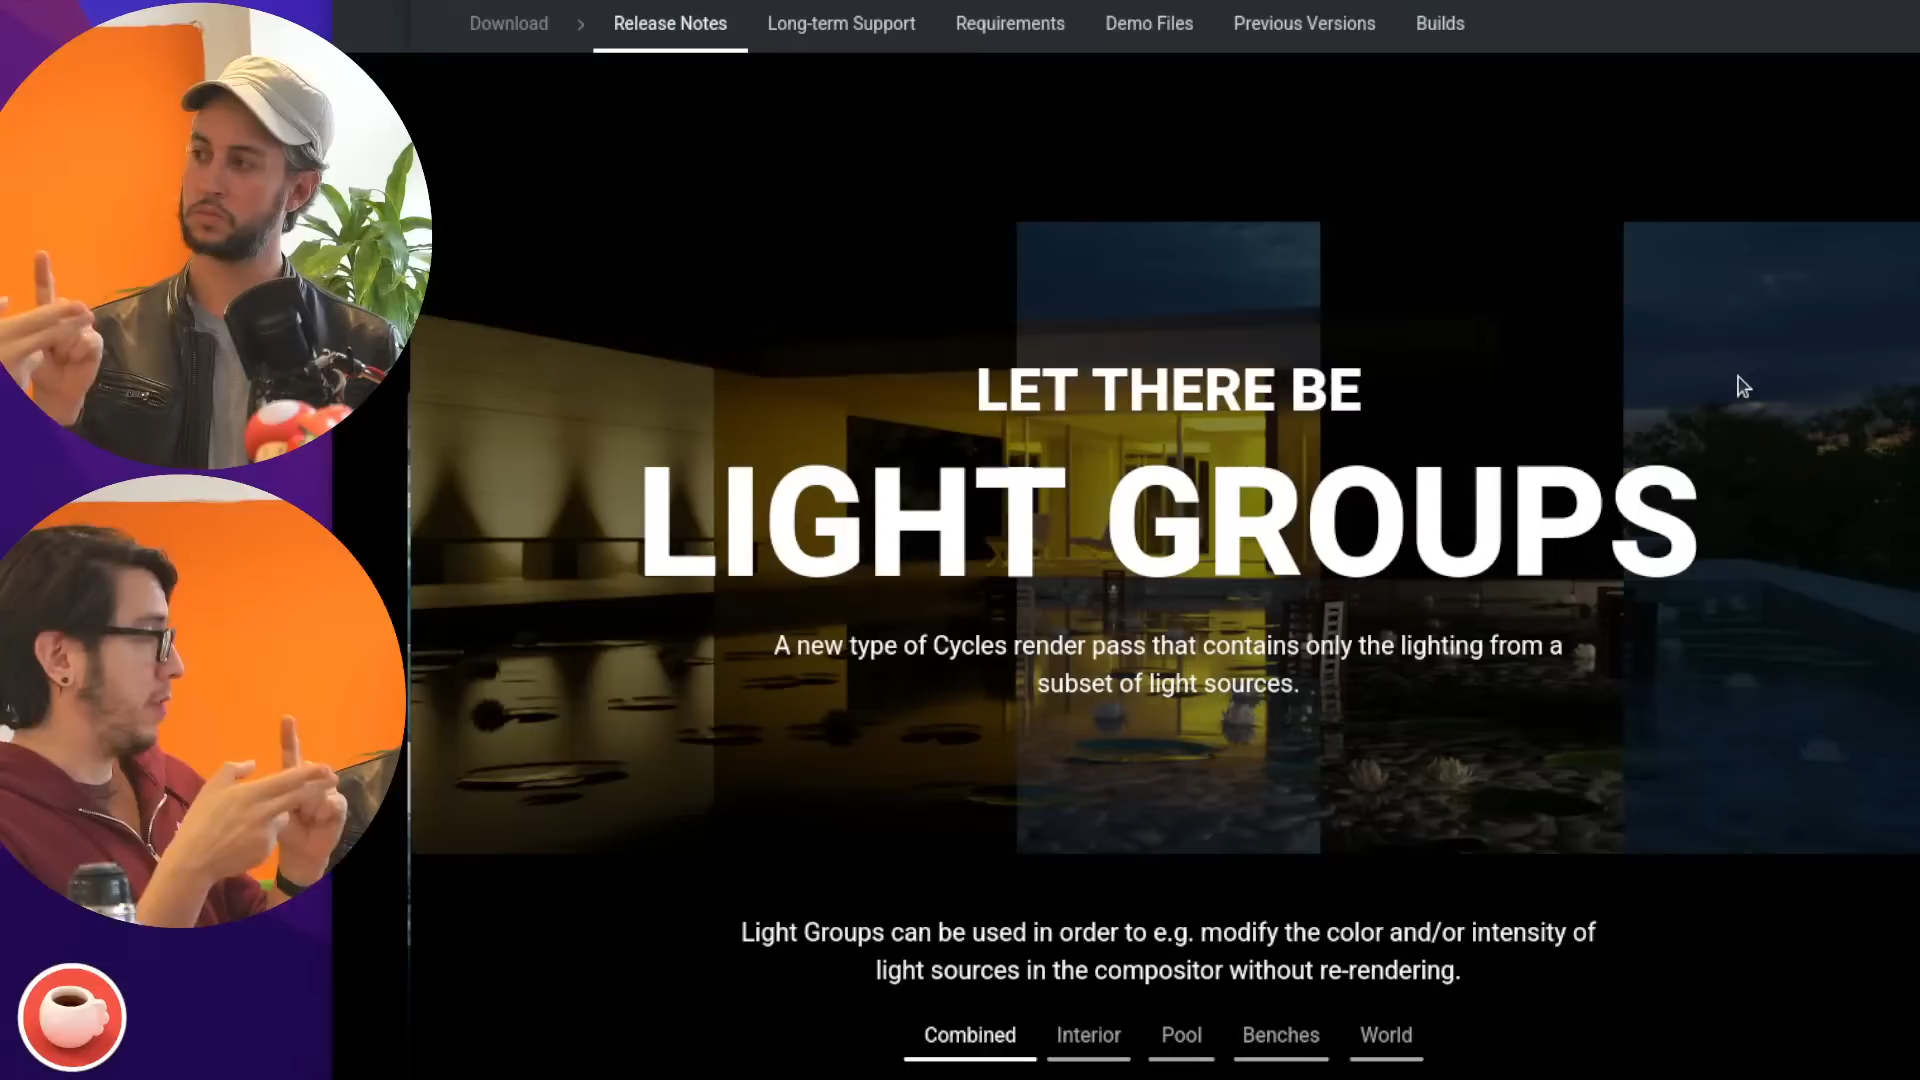 Download > Release Notes Long-term Support Requirements Demo Files Previous Versions Builds
LET THERE BE
LIGHT GROUPS
A new type of Cycles render pass that contains only the lighting from a
subset of light sources.
Light Groups can be used in order to e.g. modify the color and/or intensity of
light sources in the compositor without re-rendering.
Combined Interior Pool Benches World